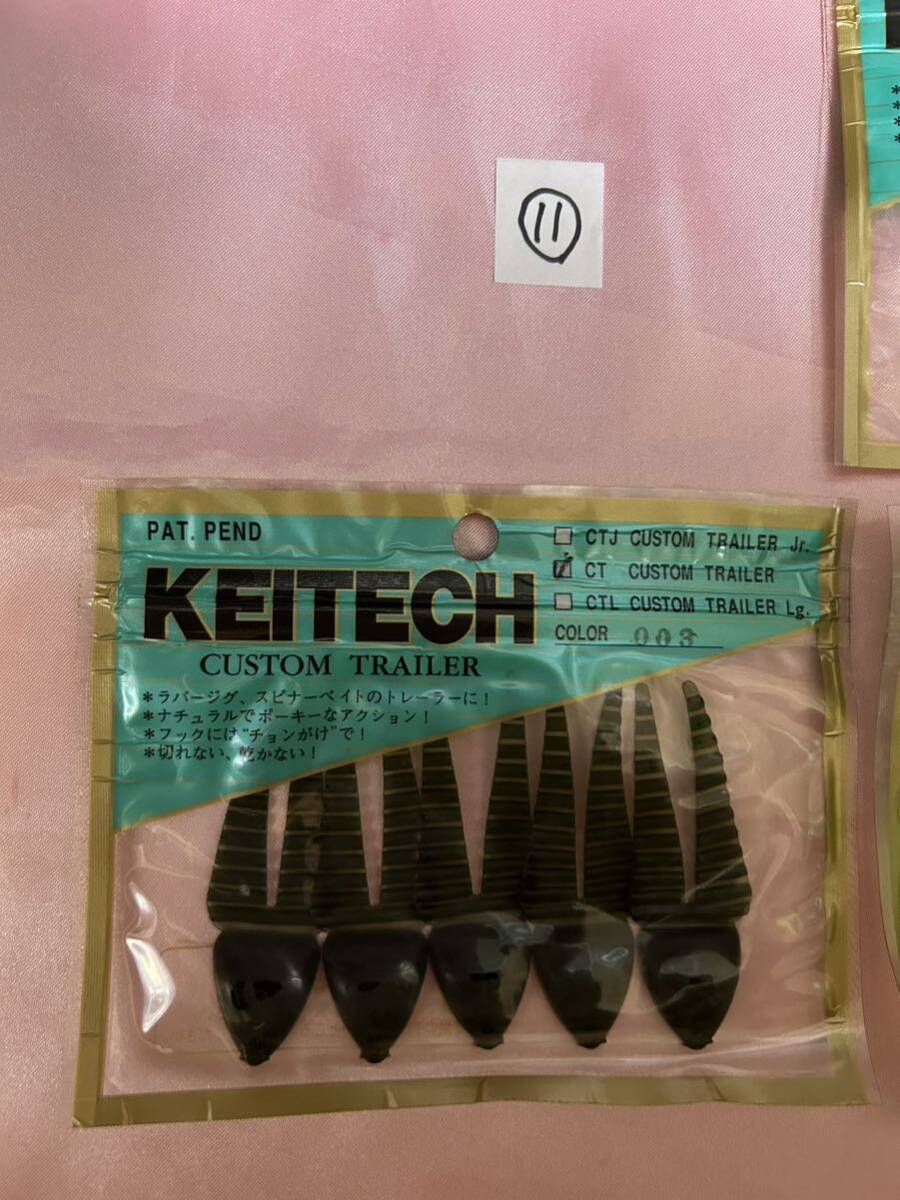 ⑪
PAT. PEND
KEITECH
CUSTOM TRAILER
CTJ CUSTOM TRAILER Jr.
CT CUSTOM TRAILER
CTL CUSTOM TRAILER Lg.
COLOR 003
*ラバージグ、スピナーベイトのトレーラーに!
*ナチュラルでポーキーなアクション!
*フックには"チョンがけ"で!
*切れない、乾かない!